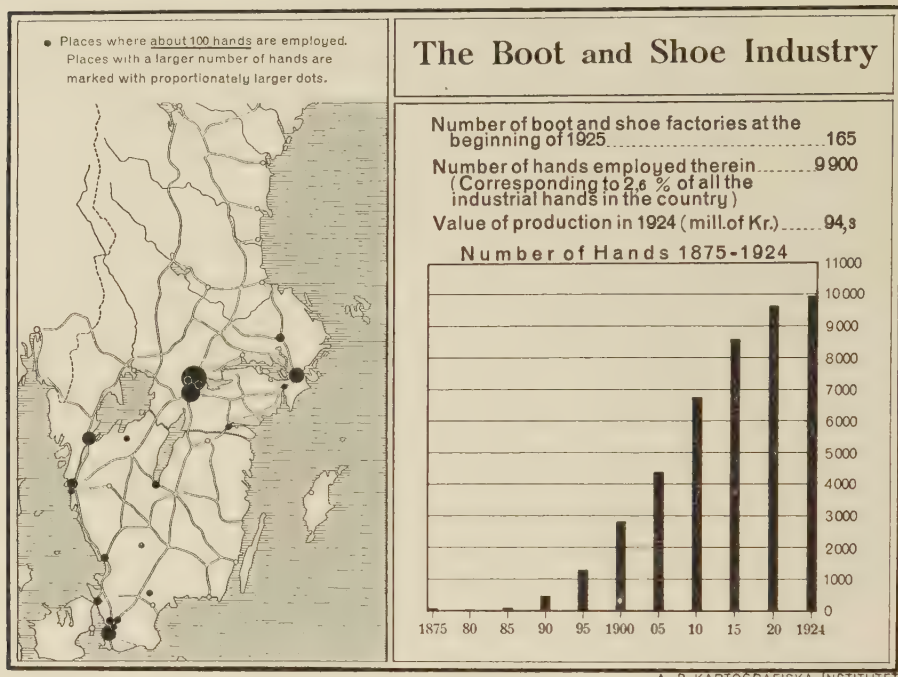 Places where about 100 hands are employed.
Places with a larger number of hands are
marked with proportionately larger dots.
The Boot and Shoe Industry
Number of boot and shoe factories at the
beginning of 1925 165
Number of hands employed therein 9900
(Corresponding to 2,6 % of all the
industrial hands in the country)
Value of production in 1924 (mill. of Kr.) 94,8
Number of Hands 1875-1924
11000
10000
9000
8000
7000
6000
5000
4000
3000
2000
1000
0
1875 80 85 90 95 1900 05 10 15 20 1924
A. B. KARTOGRAFISKA INSTITUTET